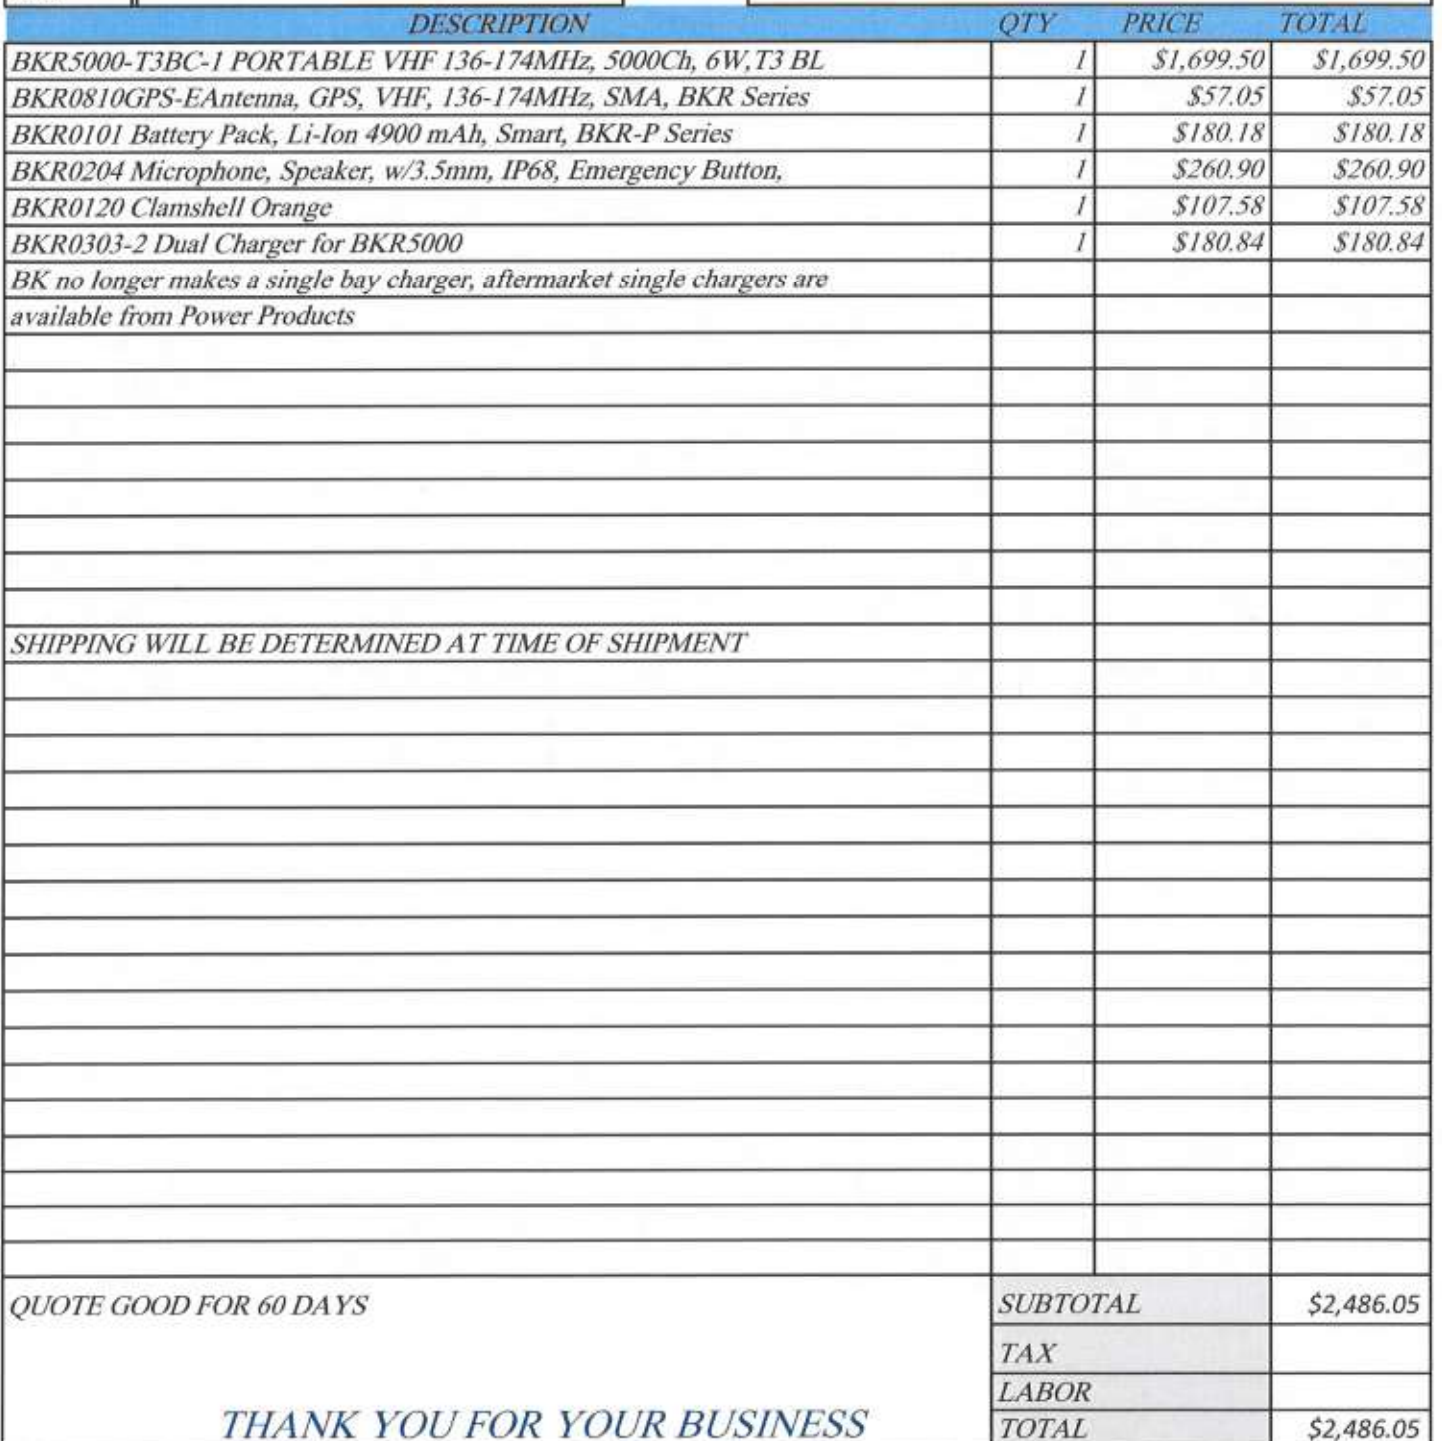 DESCRIPTION QTY PRICE TOTAL
BKR5000-T3BC-1 PORTABLE VHF 136-174MHz, 5000Ch, 6W,T3 BL 1 $1,699.50 $1,699.50
BKR0810GPS-EAntenna, GPS, VHF, 136-174MHz, SMA, BKR Series 1 $57.05 $57.05
BKR0101 Battery Pack, Li-Ion 4900 mAh, Smart, BKR-P Series 1 $180.18 $180.18
BKR0204 Microphone, Speaker, w/3.5mm, IP68, Emergency Button, 1 $260.90 $260.90
BKR0120 Clamshell Orange 1 $107.58 $107.58
BKR0303-2 Dual Charger for BKR5000 1 $180.84 $180.84
BK no longer makes a single bay charger, aftermarket single chargers are
available from Power Products
SHIPPING WILL BE DETERMINED AT TIME OF SHIPMENT
QUOTE GOOD FOR 60 DAYS SUBTOTAL $2,486.05
TAX
LABOR
THANK YOU FOR YOUR BUSINESS TOTAL $2,486.05